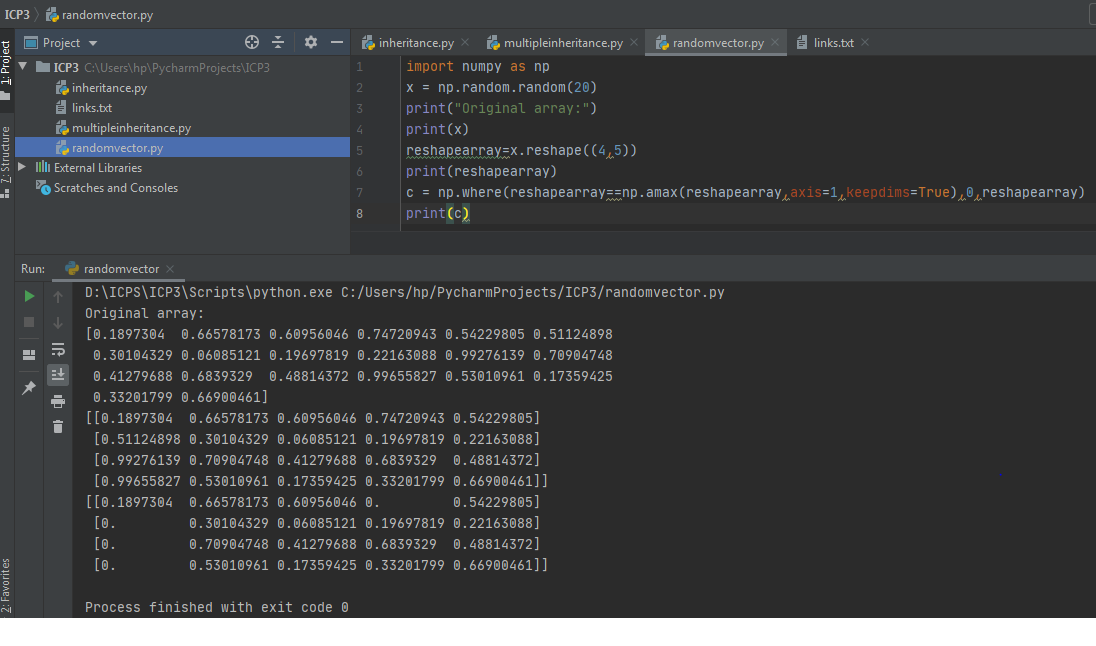 ICP3 randomvector.py
1: Project
7: Structure
2: Favorites
Project
ICP3 C:\Users\hp\PycharmProjects\ICP3
inheritance.py
links.txt
multipleinheritance.py
randomvector.py
External Libraries
Scratches and Consoles
inheritance.py multipleinheritance.py randomvector.py links.txt
1 import numpy as np
2 x = np.random.random(20)
3 print("Original array:")
4 print(x)
5 reshapearray=x.reshape((4,5))
6 print(reshapearray)
7 c = np.where(reshapearray==np.amax(reshapearray,axis=1,keepdims=True),0,reshapearray)
8 print(c)
Run: randomvector
D:\ICPS\ICP3\Scripts\python.exe C:/Users/hp/PycharmProjects/ICP3/randomvector.py
Original array:
[0.1897304  0.66578173 0.60956046 0.74720943 0.54229805 0.51124898
 0.30104329 0.06085121 0.19697819 0.22163088 0.99276139 0.70904748
 0.41279688 0.6839329  0.48814372 0.99655827 0.53010961 0.17359425
 0.33201799 0.66900461]
[[0.1897304  0.66578173 0.60956046 0.74720943 0.54229805]
 [0.51124898 0.30104329 0.06085121 0.19697819 0.22163088]
 [0.99276139 0.70904748 0.41279688 0.6839329  0.48814372]
 [0.99655827 0.53010961 0.17359425 0.33201799 0.66900461]]
[[0.1897304  0.66578173 0.60956046 0.         0.54229805]
 [0.         0.30104329 0.06085121 0.19697819 0.22163088]
 [0.         0.70904748 0.41279688 0.6839329  0.48814372]
 [0.         0.53010961 0.17359425 0.33201799 0.66900461]]
Process finished with exit code 0